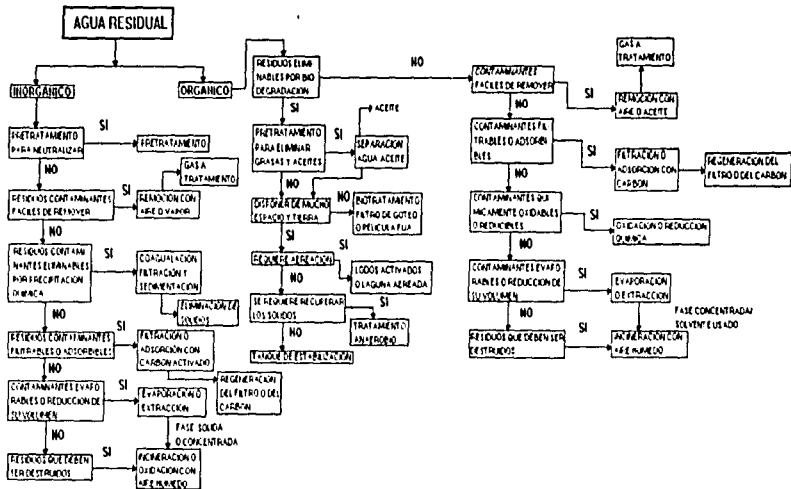 AGUA RESIDUAL
INORGANICO
ORGANICO
PRETRATAMIENTO
PARA NEUTRALIZAR
SI
PRETRATAMIENTO
NO
RESIDUOS CONTAMINANTES
FACILES DE REMOVER
SI
REMOCION CON
AIRE O VAPOR
GAS A
TRATAMIENTO
NO
RESIDUOS CONTAMI-
NANTES ELIMINABLES
POR PRECIPITACION
QUIMICA
SI
COAGUALACION
FILTRACION Y
SEDIMENTACION
ELIMINACION DE
SOLIDOS
NO
RESIDUOS CONTAMINANTES
FILTRABLES O ADSORBIBLES
SI
FILTRACION O
ADSORCION CON
CARBON ACTIVADO
REGENERACION
DEL FILTRO O DEL
CARBON
NO
CONTAMINANTES EVAPO
RABLES O REDUCCION DE
SU VOLUMEN
SI
EVAPORACION O
EXTRACCION
FASE SOLIDA
O CONCENTRADA
NO
RESIDUOS QUE DEBEN
SER DESTRUIDOS
SI
INCINERACION O
OXIDACION CON
AIRE HUMEDO
RESIDUOS ELIMI
NABLES POR BIO
DEGRADACION
NO
SI
PRETRATAMIENTO
PARA ELIMINAR
GRASAS Y ACEITES
SI
SEPARACION
AGUA ACEITE
ACEITE
NO
DISPONER DE MUCHO
ESPACIO Y TIERRA
NO
BIOTRATAMIENTO
FILTRO DE GOTEO
O PELICULA FIJA
SI
REQUIERE AEREACION
SI
LODOS ACTIVADOS
O LAGUNA AEREADA
NO
SE REQUIERE RECUPERAR
LOS SOLIDOS
SI
TRATAMIENTO
ANAEROBIO
NO
TANQUE DE ESTABILIZACION
CONTAMINANTES
FACILES DE REMOVER
SI
REMOCION CON
AIRE O ACEITE
GAS A
TRATAMIENTO
NO
CONTAMINANTES FIL
TRABLES O ADSORBI
BLES
SI
FILTRACION O
ADSORCION CON
CARBON
REGENERACION DEL
FILTRO O DEL CARBON
NO
CONTAMINANTES QUI
MICAMENTE OXIDABLES
O REDUCIBLES
SI
OXIDACION O REDUCCION
QUIMICA
NO
CONTAMINANTES EVAPO
RABLES O REDUCCION DE
SU VOLUMEN
SI
EVAPORACION
O EXTRACCION
FASE CONCENTRADA/
SOLVENTE USADO
NO
RESIDUOS QUE DEBEN SER
DESTRUIDOS
SI
INCINERACION CON
AIRE HUMEDO